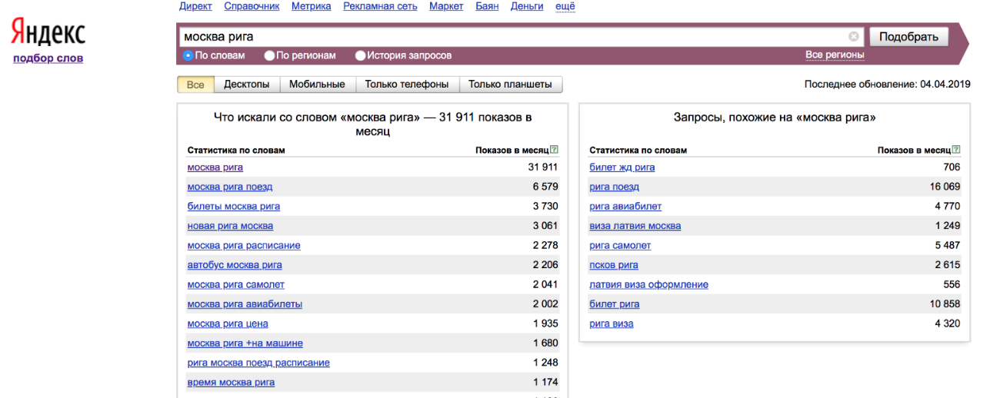 Директ Справочник Метрика Рекламная сеть Маркет Баян Деньги ещё
Яндекс
подбор слов
москва рига
Подобрать
По словам По регионам История запросов Все регионы
Все Десктопы Мобильные Только телефоны Только планшеты
Последнее обновление: 04.04.2019
Что искали со словом «москва рига» — 31 911 показов в
месяц
Статистика по словам Показов в месяц ?
москва рига 31 911
москва рига поезд 6 579
билеты москва рига 3 730
новая рига москва 3 061
москва рига расписание 2 278
автобус москва рига 2 206
москва рига самолет 2 041
москва рига авиабилеты 2 002
москва рига цена 1 935
москва рига +на машине 1 680
рига москва поезд расписание 1 248
время москва рига 1 174
Запросы, похожие на «москва рига»
Статистика по словам Показов в месяц ?
билет жд рига 706
рига поезд 16 069
рига авиабилет 4 770
виза латвия москва 1 249
рига самолет 5 487
псков рига 2 615
латвия виза оформление 556
билет рига 10 858
рига виза 4 320